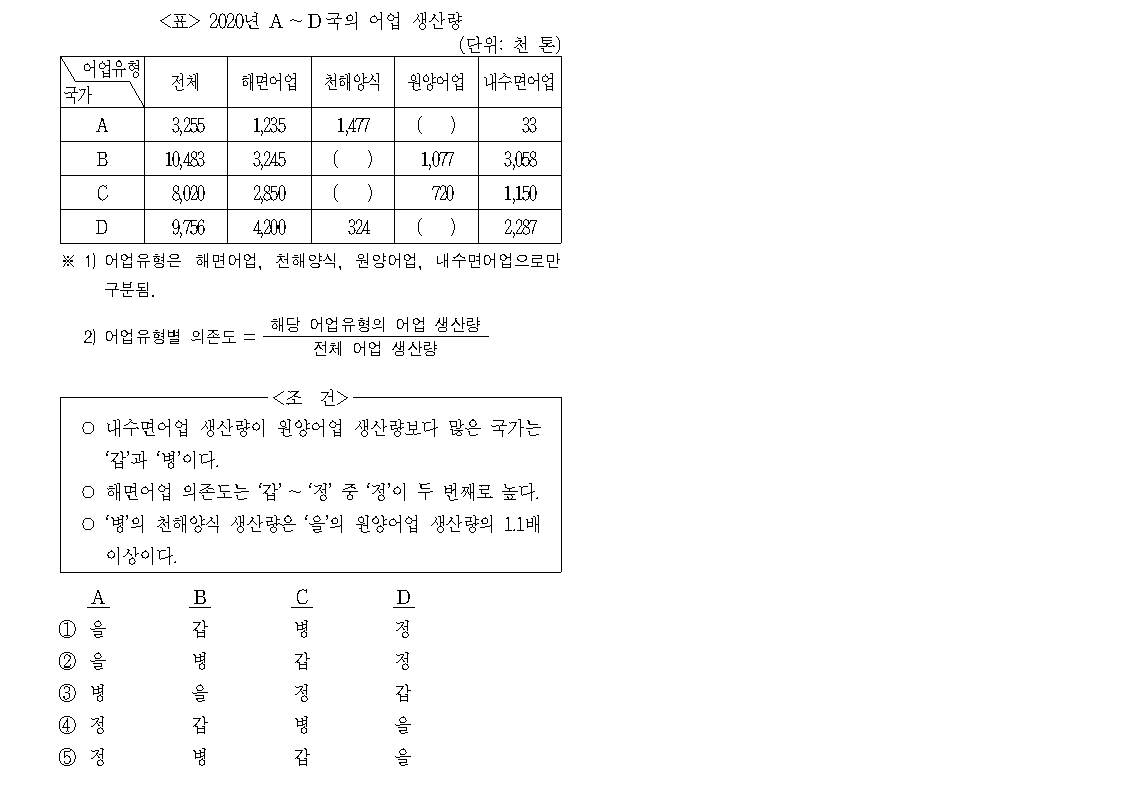 <표> 2020년 A ~ D국의 어업 생산량
(단위: 천 톤)
어업유형
국가
전체 해면어업 천해양식 원양어업 내수면어업
A 3,255 1,235 1,477 ( ) 33
B 10,483 3,245 ( ) 1,077 3,058
C 8,020 2,850 ( ) 720 1,150
D 9,756 4,200 324 ( ) 2,287
※ 1) 어업유형은 해면어업, 천해양식, 원양어업, 내수면어업으로만
구분됨.
2) 어업유형별 의존도 = 해당 어업유형의 어업 생산량
전체 어업 생산량
<조 건>
○ 내수면어업 생산량이 원양어업 생산량보다 많은 국가는
‘갑’과 ‘병’이다.
○ 해면어업 의존도는 ‘갑’ ~ ‘정’ 중 ‘정’이 두 번째로 높다.
○ ‘병’의 천해양식 생산량은 ‘을’의 원양어업 생산량의 1.1배
이상이다.
A B C D
① 을 갑 병 정
② 을 병 갑 정
③ 병 을 정 갑
④ 정 갑 병 을
⑤ 정 병 갑 을